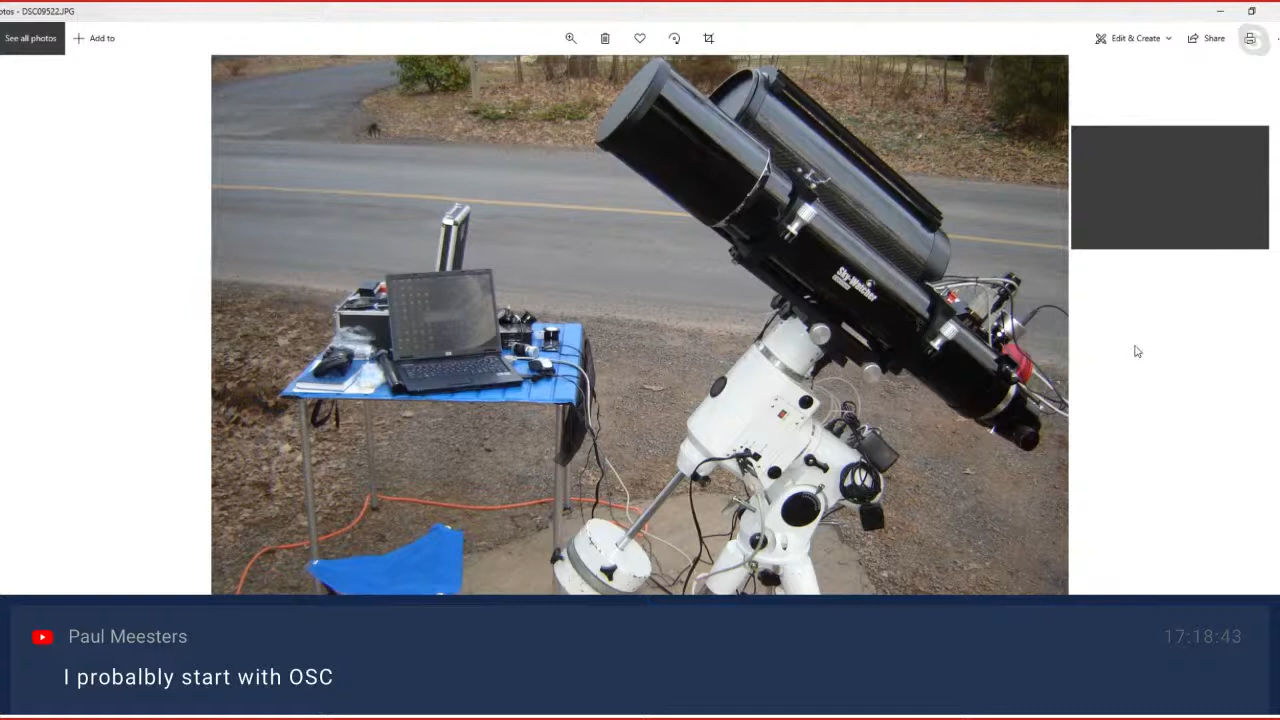 otos - DSC09522.JPG
See all photos
Add to
Edit & Create
Share
Sky-Watcher
Paul Meesters
17:18:43
I probalbly start with OSC